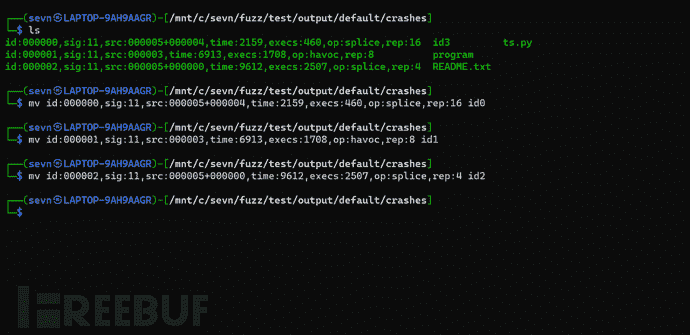 ┌──(sevn㉿LAPTOP-9AH9AAGR)-[/mnt/c/sevn/fuzz/test/output/default/crashes]
└─$ ls
id:000000,sig:11,src:000005+000004,time:2159,execs:460,op:splice,rep:16 id3 ts.py
id:000001,sig:11,src:000003,time:6913,execs:1708,op:havoc,rep:8 program
id:000002,sig:11,src:000005+000000,time:9612,execs:2507,op:splice,rep:4 README.txt
┌──(sevn㉿LAPTOP-9AH9AAGR)-[/mnt/c/sevn/fuzz/test/output/default/crashes]
└─$ mv id:000000,sig:11,src:000005+000004,time:2159,execs:460,op:splice,rep:16 id0
┌──(sevn㉿LAPTOP-9AH9AAGR)-[/mnt/c/sevn/fuzz/test/output/default/crashes]
└─$ mv id:000001,sig:11,src:000003,time:6913,execs:1708,op:havoc,rep:8 id1
┌──(sevn㉿LAPTOP-9AH9AAGR)-[/mnt/c/sevn/fuzz/test/output/default/crashes]
└─$ mv id:000002,sig:11,src:000005+000000,time:9612,execs:2507,op:splice,rep:4 id2
┌──(sevn㉿LAPTOP-9AH9AAGR)-[/mnt/c/sevn/fuzz/test/output/default/crashes]
└─$
FREEBUF